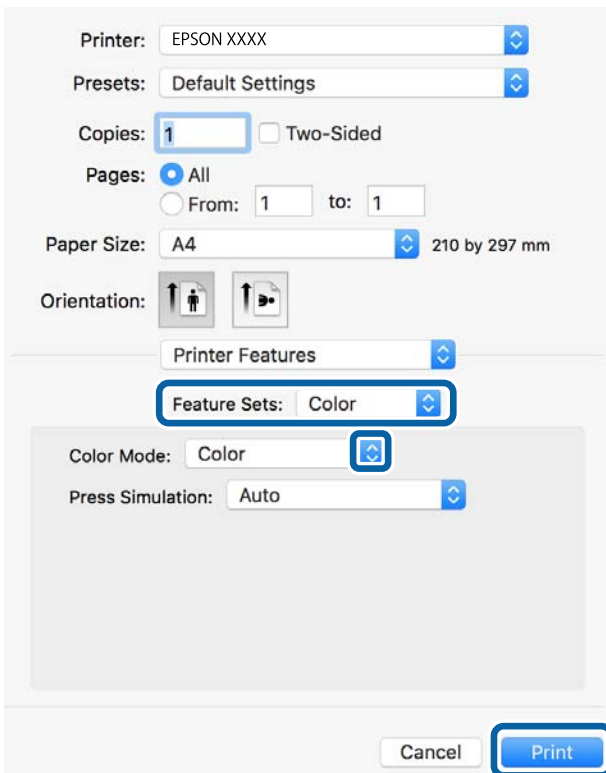 Printer: EPSON XXXX
Presets: Default Settings
Copies: 1 Two-Sided
Pages: All
From: 1 to: 1
Paper Size: A4 210 by 297 mm
Orientation:
Printer Features
Feature Sets: Color
Color Mode: Color
Press Simulation: Auto
Cancel Print